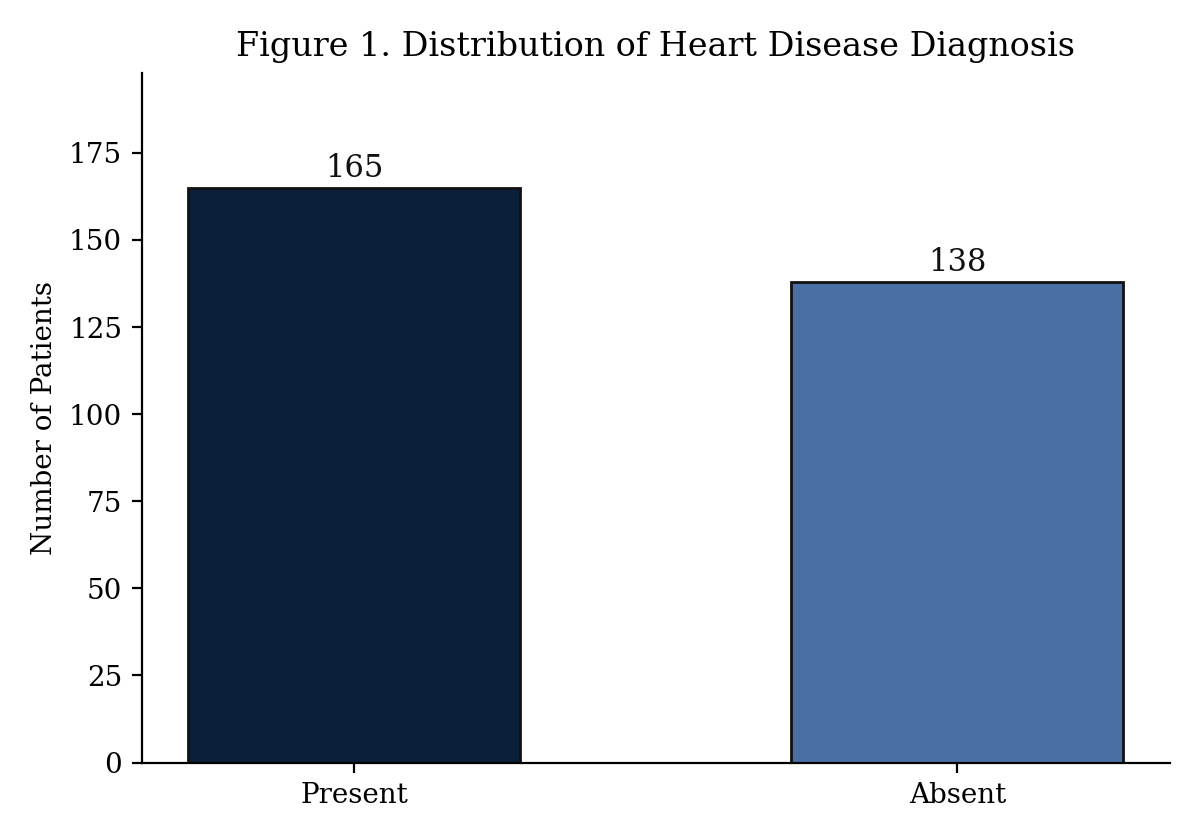 Figure 1. Distribution of Heart Disease Diagnosis
Number of Patients
175
150
125
100
75
50
25
0
165
138
Present
Absent